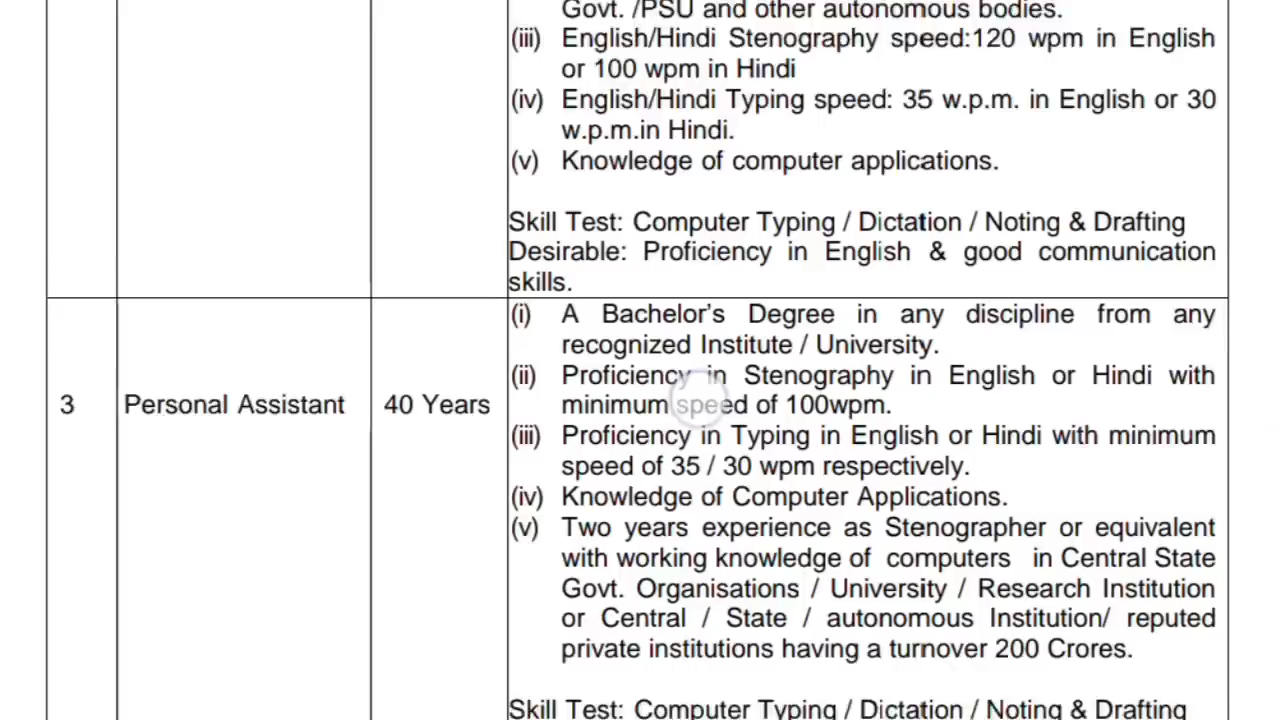 Govt. /PSU and other autonomous bodies.
(iii) English/Hindi Stenography speed:120 wpm in English
or 100 wpm in Hindi
(iv) English/Hindi Typing speed: 35 w.p.m. in English or 30
w.p.m.in Hindi.
(v) Knowledge of computer applications.
Skill Test: Computer Typing / Dictation / Noting & Drafting
Desirable: Proficiency in English & good communication
skills.
3
Personal Assistant
40 Years
(i) A Bachelor's Degree in any discipline from any
recognized Institute / University.
(ii) Proficiency in Stenography in English or Hindi with
minimum speed of 100wpm.
(iii) Proficiency in Typing in English or Hindi with minimum
speed of 35 / 30 wpm respectively.
(iv) Knowledge of Computer Applications.
(v) Two years experience as Stenographer or equivalent
with working knowledge of computers in Central State
Govt. Organisations / University / Research Institution
or Central / State / autonomous Institution/ reputed
private institutions having a turnover 200 Crores.
Skill Test: Computer Typing / Dictation / Noting & Drafting